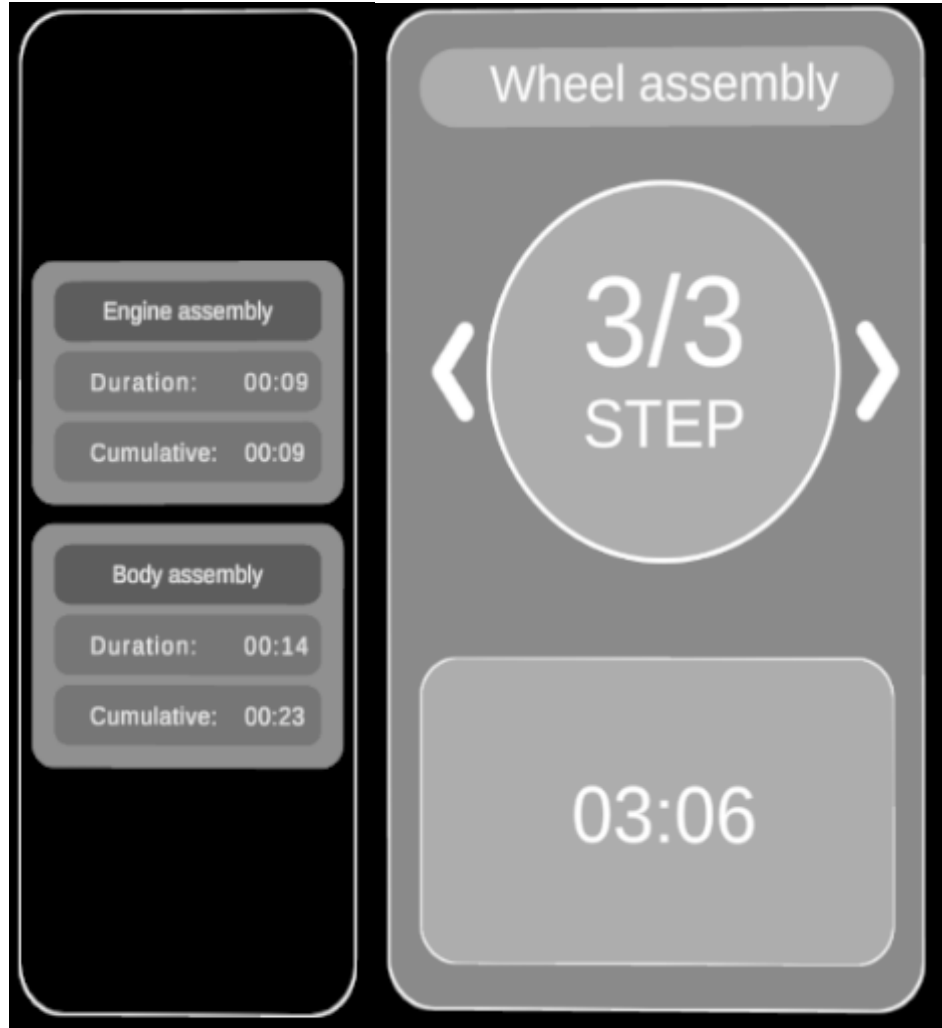 Engine assembly
Duration: 00:09
Cumulative: 00:09
Body assembly
Duration: 00:14
Cumulative: 00:23
Wheel assembly
3/3
STEP
03:06